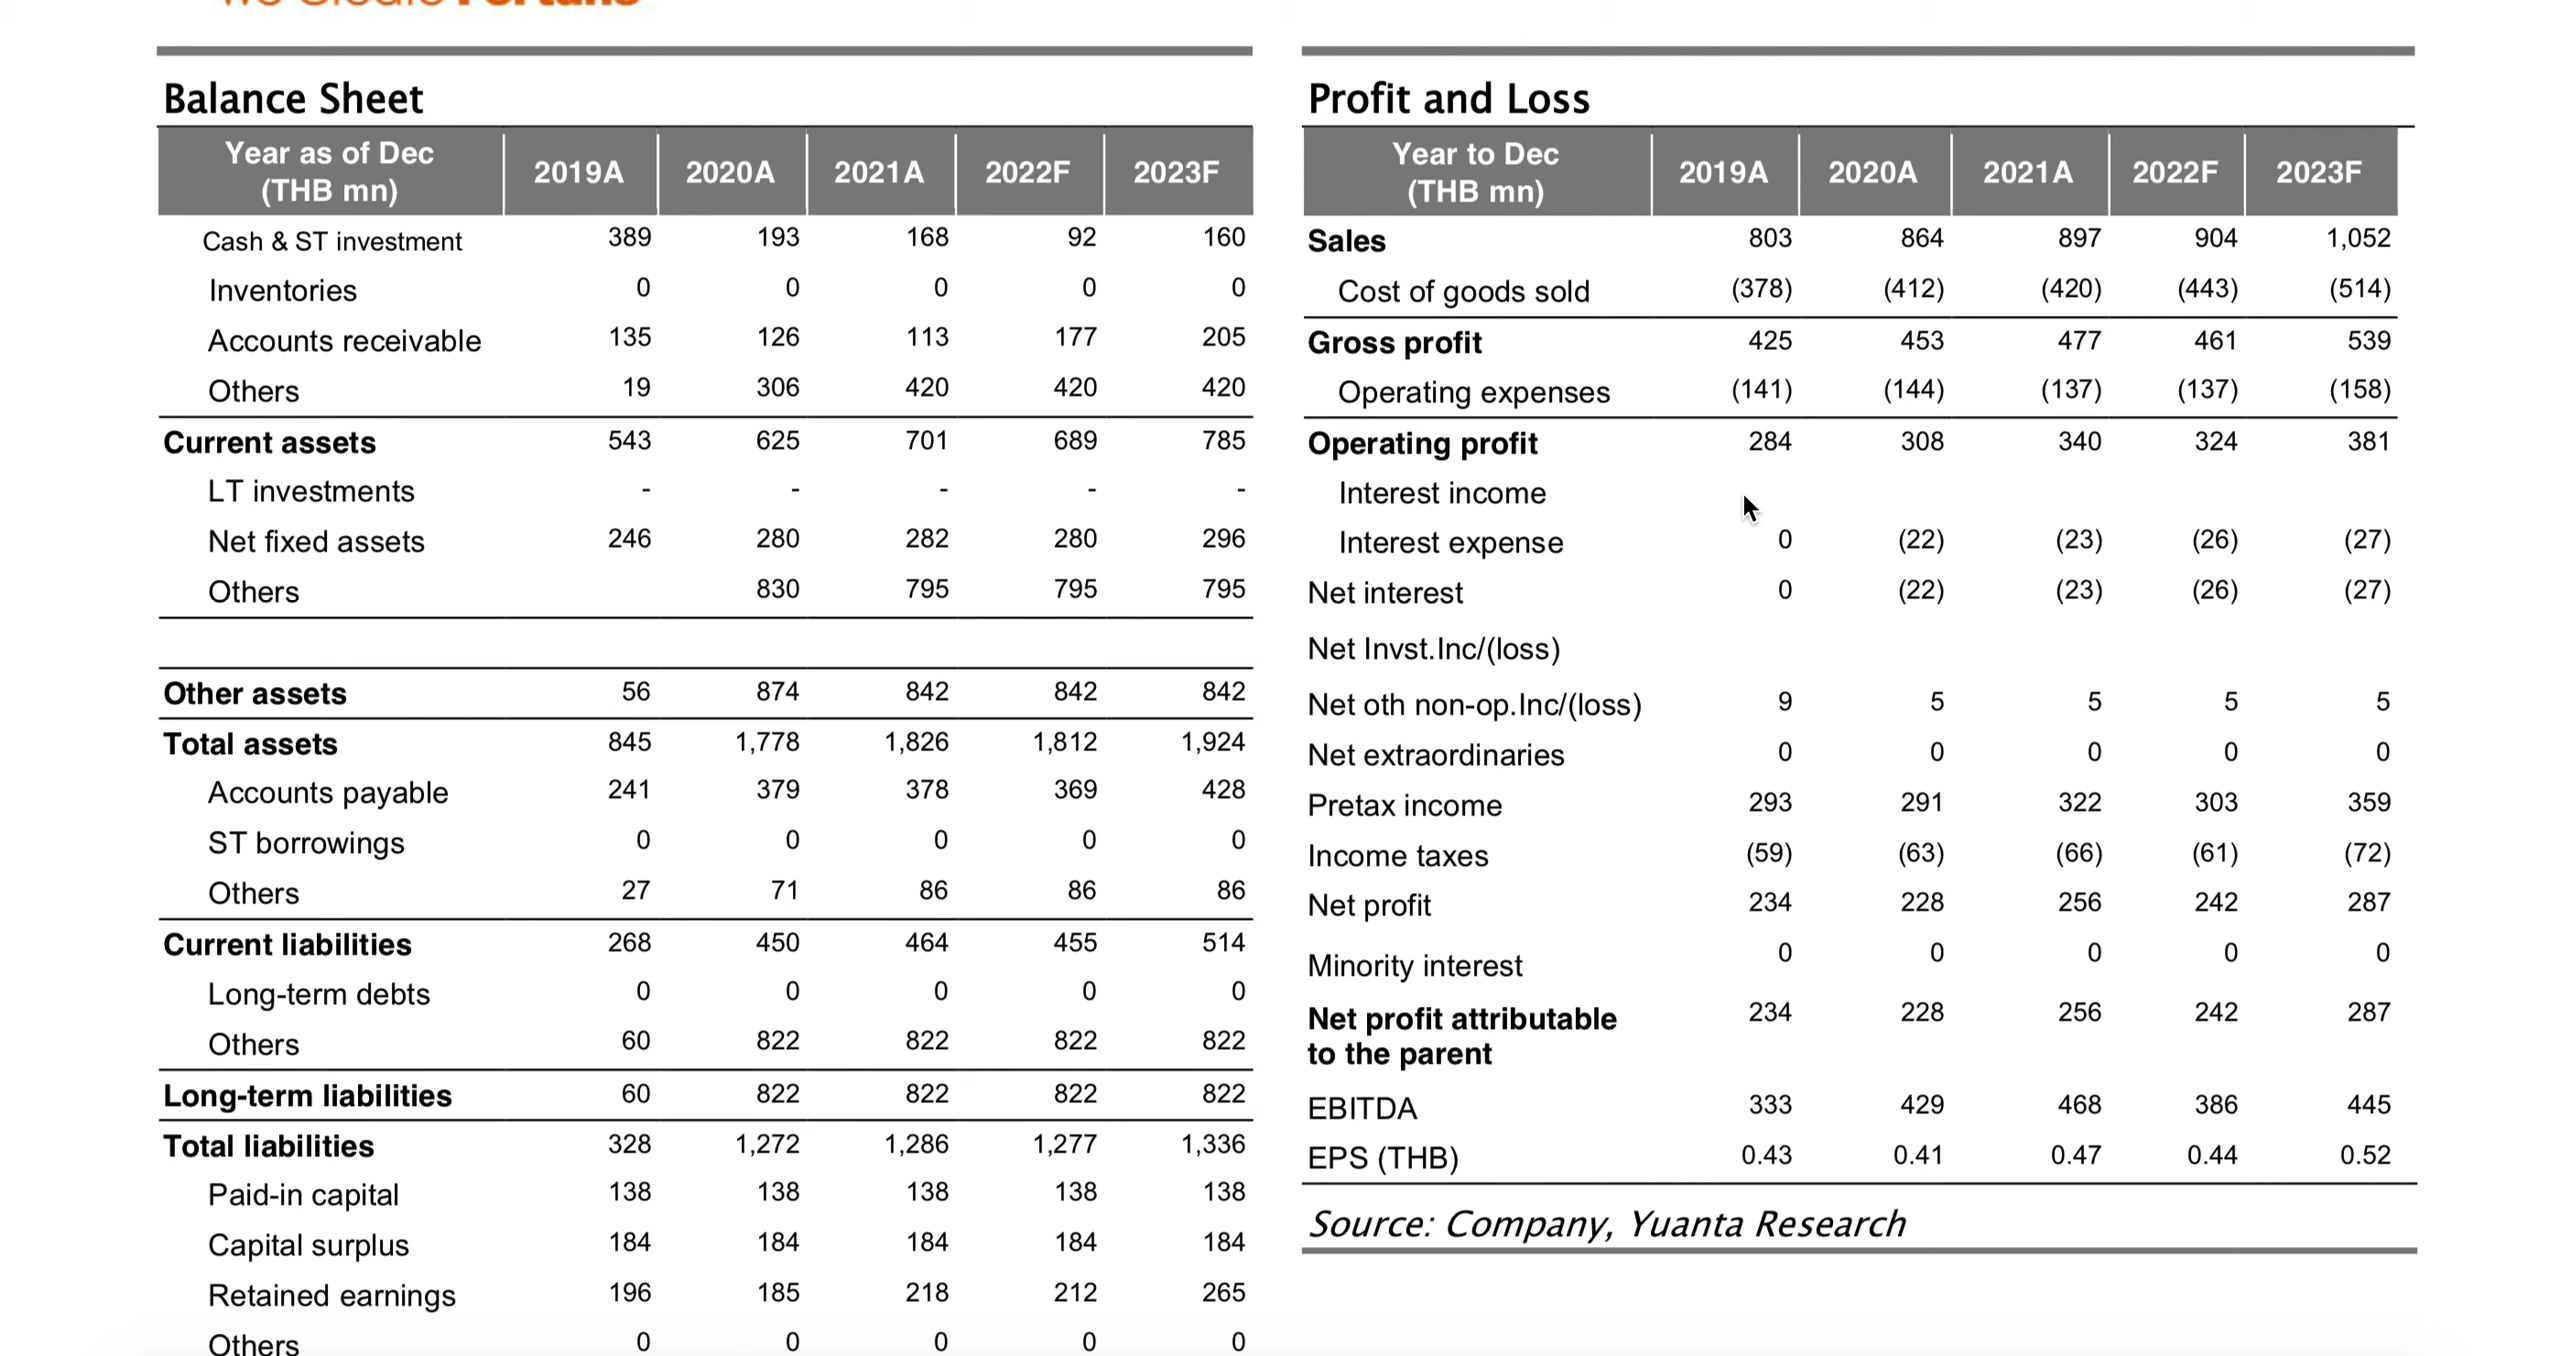 Balance Sheet
Year as of Dec (THB mn) 2019A 2020A 2021A 2022F 2023F
Cash & ST investment 389 193 168 92 160
Inventories 0 0 0 0 0
Accounts receivable 135 126 113 177 205
Others 19 306 420 420 420
Current assets 543 625 701 689 785
LT investments - - - - -
Net fixed assets 246 280 282 280 296
Others 830 795 795 795
Other assets 56 874 842 842 842
Total assets 845 1,778 1,826 1,812 1,924
Accounts payable 241 379 378 369 428
ST borrowings 0 0 0 0 0
Others 27 71 86 86 86
Current liabilities 268 450 464 455 514
Long-term debts 0 0 0 0 0
Others 60 822 822 822 822
Long-term liabilities 60 822 822 822 822
Total liabilities 328 1,272 1,286 1,277 1,336
Paid-in capital 138 138 138 138 138
Capital surplus 184 184 184 184 184
Retained earnings 196 185 218 212 265
Others 0 0 0 0 0
Profit and Loss
Year to Dec (THB mn) 2019A 2020A 2021A 2022F 2023F
Sales 803 864 897 904 1,052
Cost of goods sold (378) (412) (420) (443) (514)
Gross profit 425 453 477 461 539
Operating expenses (141) (144) (137) (137) (158)
Operating profit 284 308 340 324 381
Interest income
Interest expense 0 (22) (23) (26) (27)
Net interest 0 (22) (23) (26) (27)
Net Invst.Inc/(loss)
Net oth non-op.Inc/(loss) 9 5 5 5 5
Net extraordinaries 0 0 0 0 0
Pretax income 293 291 322 303 359
Income taxes (59) (63) (66) (61) (72)
Net profit 234 228 256 242 287
Minority interest 0 0 0 0 0
Net profit attributable to the parent 234 228 256 242 287
EBITDA 333 429 468 386 445
EPS (THB) 0.43 0.41 0.47 0.44 0.52
Source: Company, Yuanta Research